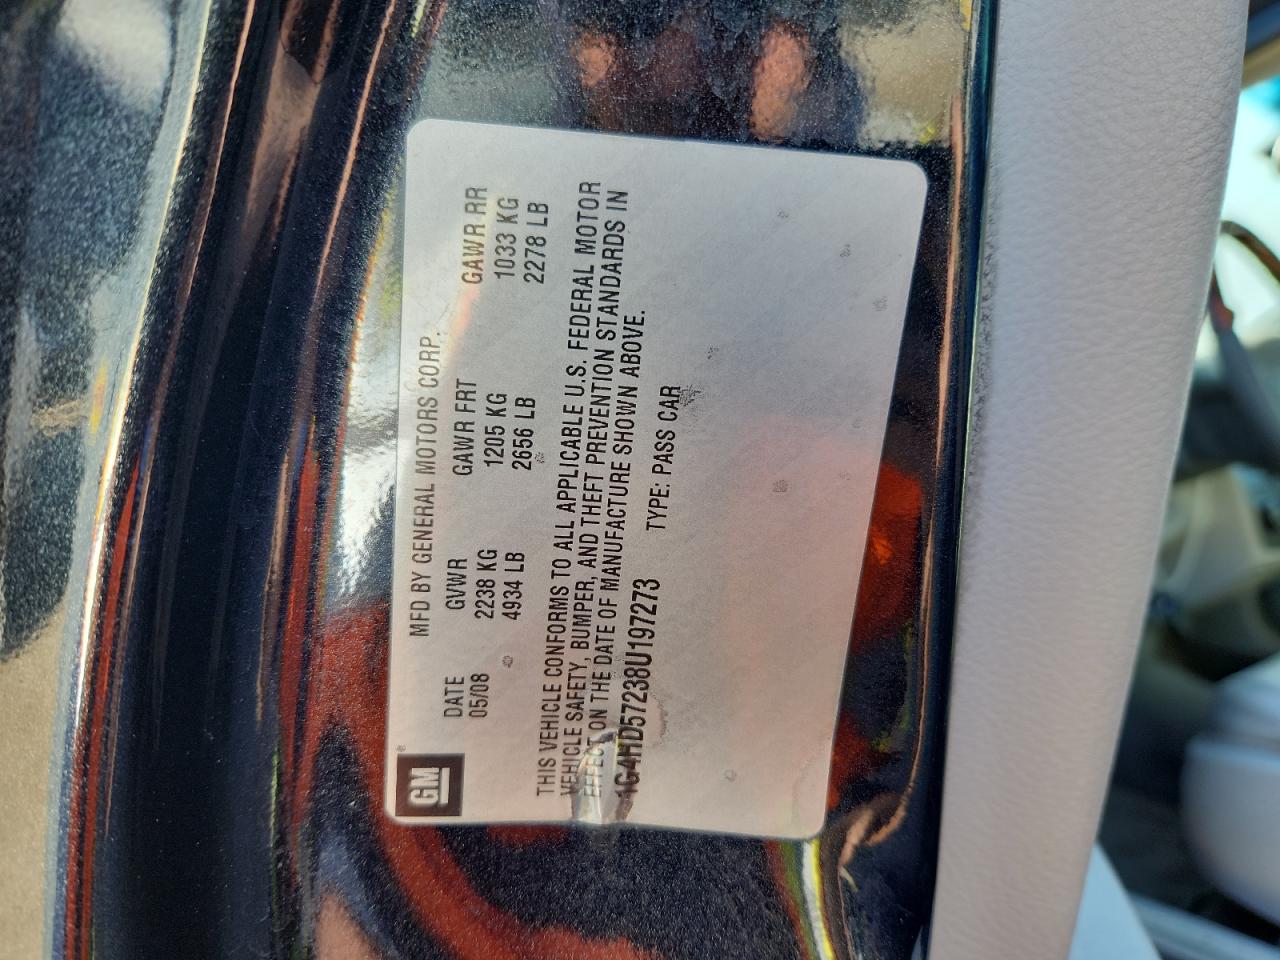 GM
MFD BY GENERAL MOTORS CORP.
DATE GVWR GAWR FRT GAWR RR
05/08 2238 KG 1205 KG 1033 KG
4934 LB 2656 LB 2278 LB
THIS VEHICLE CONFORMS TO ALL APPLICABLE U.S. FEDERAL MOTOR
VEHICLE SAFETY, BUMPER, AND THEFT PREVENTION STANDARDS IN
EFFECT ON THE DATE OF MANUFACTURE SHOWN ABOVE.
1G4HD57238U197273 TYPE: PASS CAR